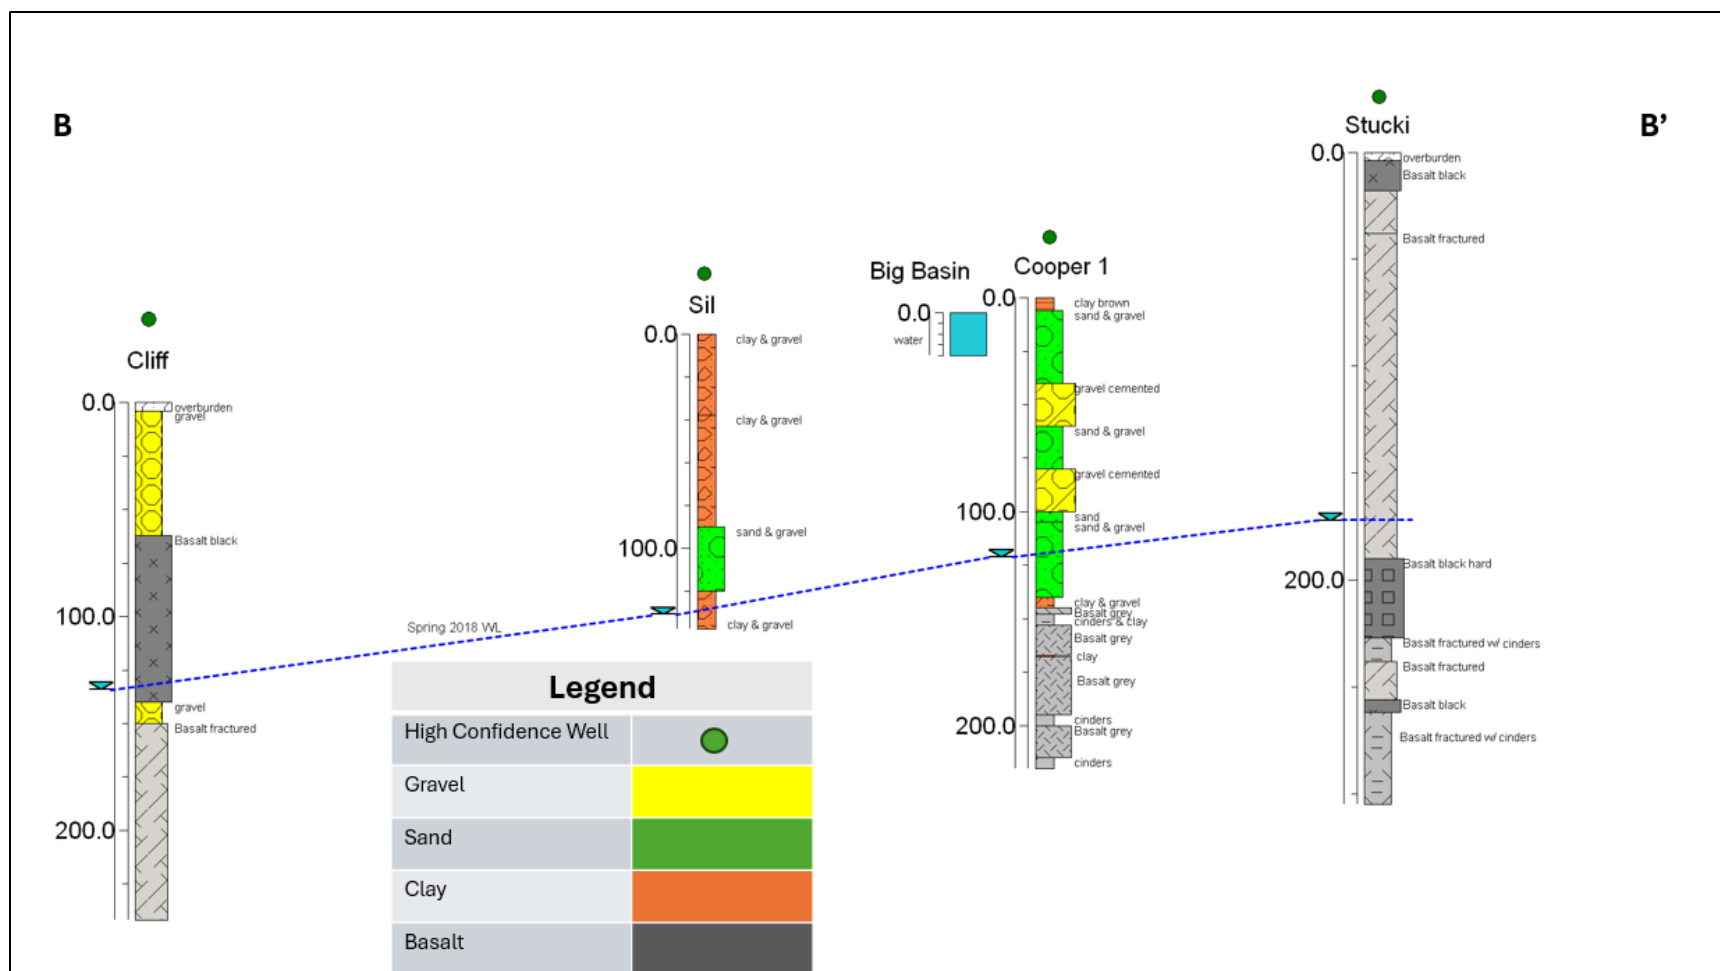 B
B'
Stucki
0.0
overburden
Basalt black
Basalt fractured
200.0
Basalt black hard
Basalt fractured w/ cinders
Basalt fractured
Basalt black
Basalt fractured w/ cinders
Big Basin
0.0
water
Cooper 1
0.0
clay brown
sand & gravel
gravel cemented
sand & gravel
gravel cemented
100.0
sand
sand & gravel
clay & gravel
Basalt grey
cinders & clay
Basalt grey
clay
Basalt grey
200.0
cinders
Basalt grey
cinders
Sil
0.0
clay & gravel
clay & gravel
sand & gravel
100.0
clay & gravel
Cliff
0.0
overburden
gravel
Basalt black
100.0
Spring 2018 WL
gravel
Basalt fractured
200.0
Legend
High Confidence Well
Gravel
Sand
Clay
Basalt